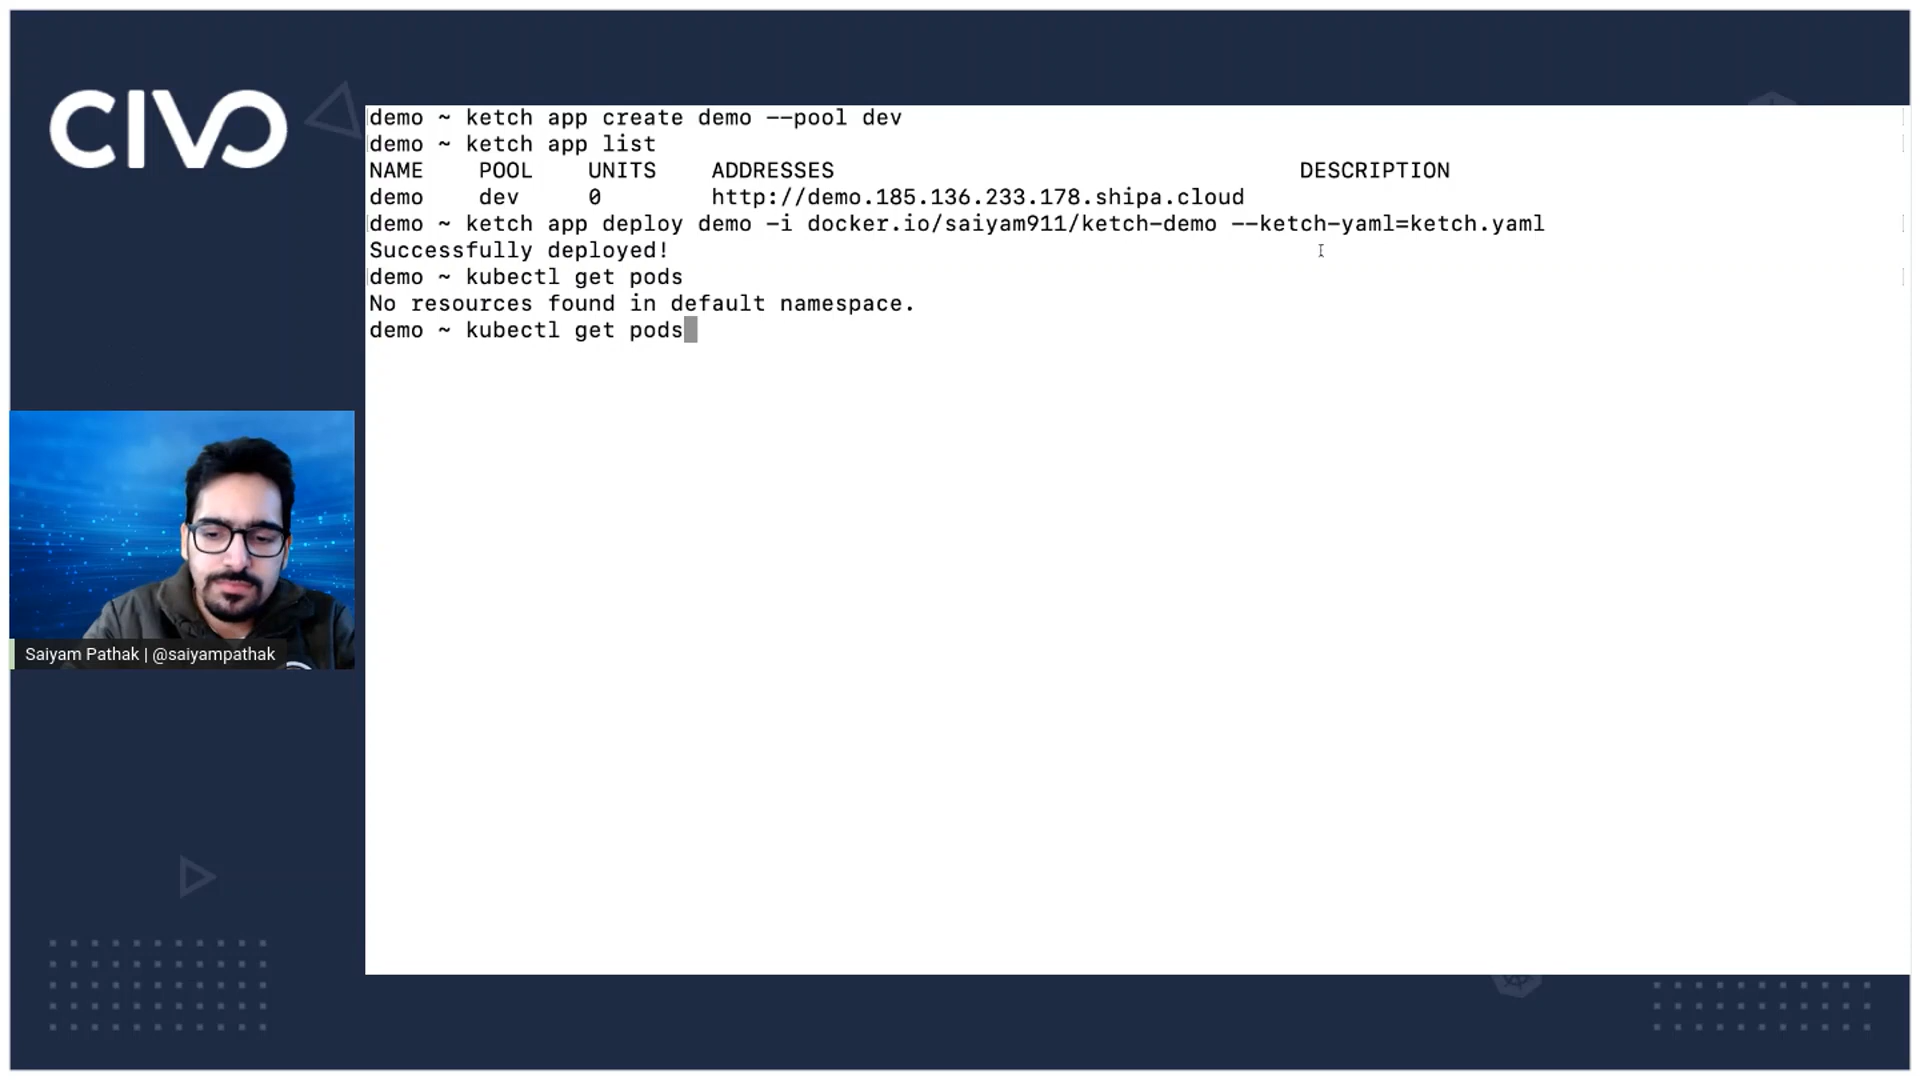 CIVO
demo ~ ketch app create demo --pool dev
demo ~ ketch app list
NAME POOL UNITS ADDRESSES DESCRIPTION
demo dev 0 http://demo.185.136.233.178.shipa.cloud
demo ~ ketch app deploy demo -i docker.io/saiyam911/ketch-demo --ketch-yaml=ketch.yaml
Successfully deployed!
demo ~ kubectl get pods
No resources found in default namespace.
demo ~ kubectl get pods
Saiyam Pathak | @saiyampathak